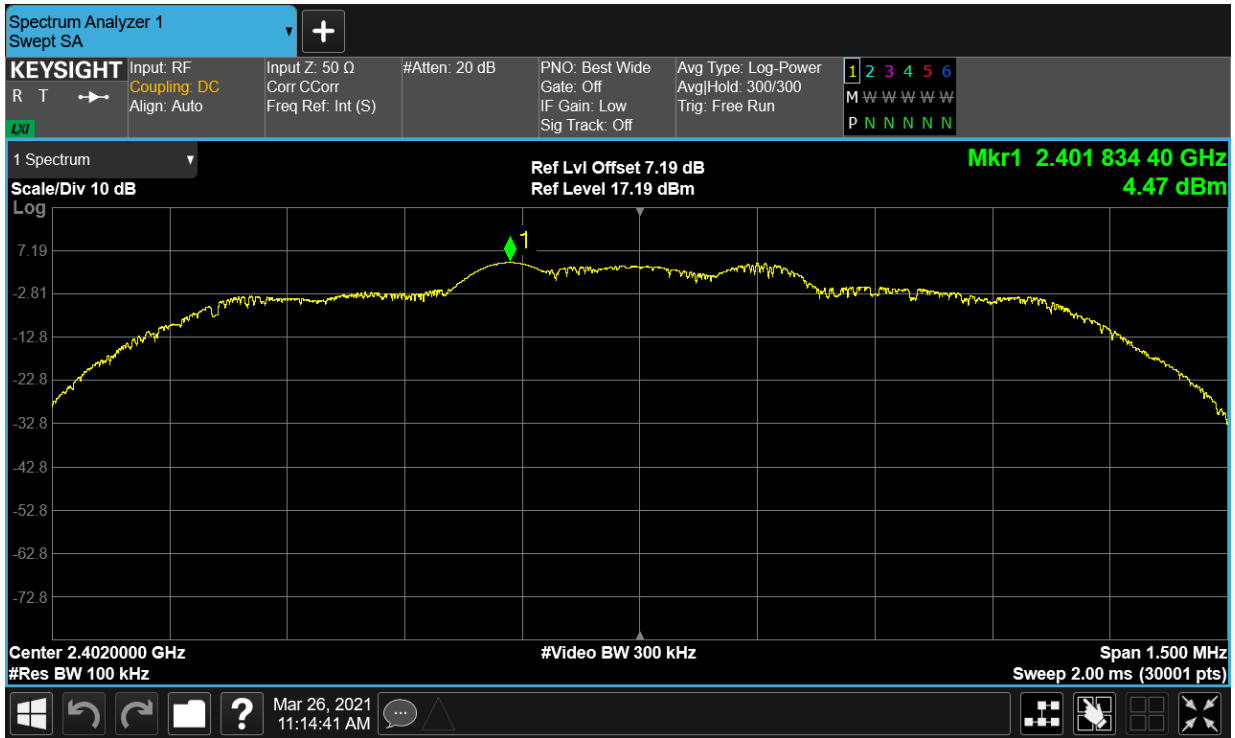 Spectrum Analyzer 1
Swept SA
KEYSIGHT
R T
LXI
Input: RF
Coupling: DC
Align: Auto
Input Z: 50 Ω
Corr CCorr
Freq Ref: Int (S)
#Atten: 20 dB
PNO: Best Wide
Gate: Off
IF Gain: Low
Sig Track: Off
Avg Type: Log-Power
Avg|Hold: 300/300
Trig: Free Run
1 2 3 4 5 6
M W W W W W
P N N N N N
1 Spectrum
Scale/Div 10 dB
Log
Ref Lvl Offset 7.19 dB
Ref Level 17.19 dBm
Mkr1 2.401 834 40 GHz
4.47 dBm
1
7.19
-2.81
-12.8
-22.8
-32.8
-42.8
-52.8
-62.8
-72.8
Center 2.4020000 GHz
#Video BW 300 kHz
Span 1.500 MHz
#Res BW 100 kHz
Sweep 2.00 ms (30001 pts)
?
Mar 26, 2021
11:14:41 AM